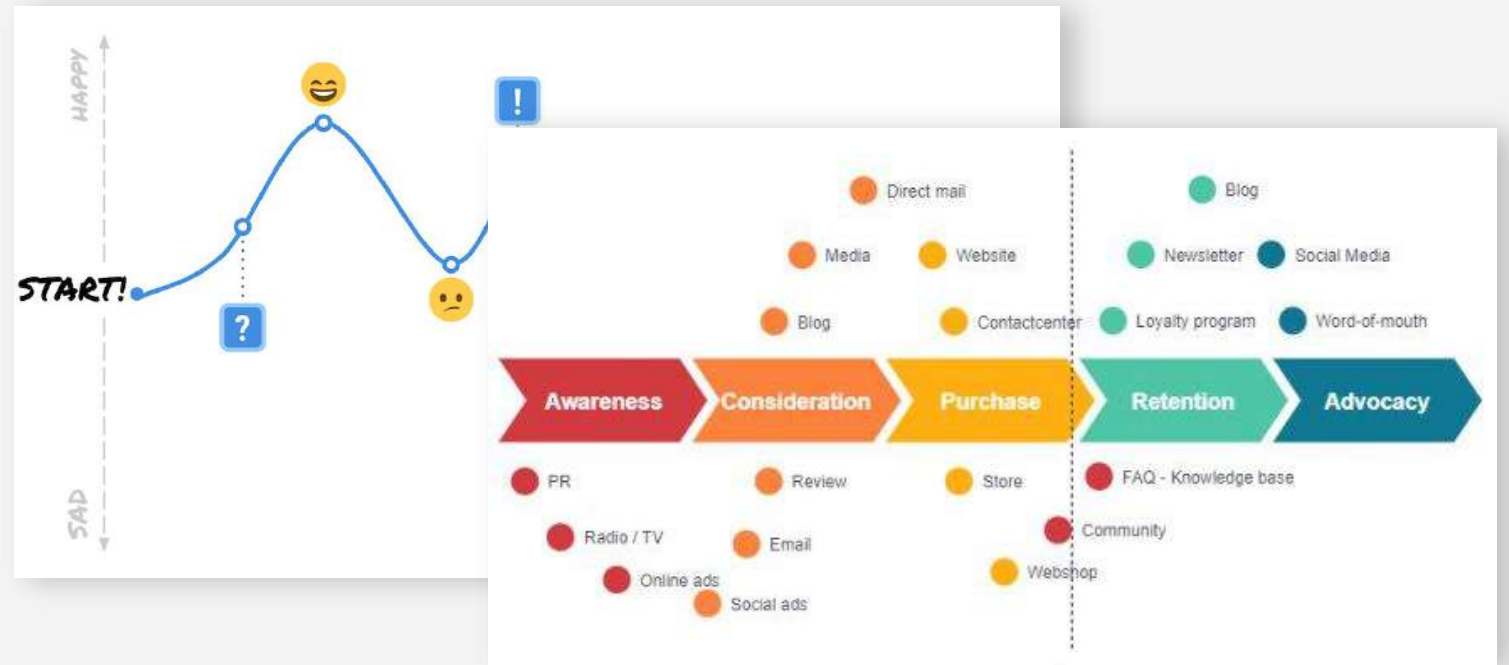 HAPPY
!
START!
?
SAD
Direct mail
Blog
Media
Website
Newsletter
Social Media
Blog
Contactcenter
Loyalty program
Word-of-mouth
Awareness
Consideration
Purchase
Retention
Advocacy
PR
Review
Store
FAQ - Knowledge base
Radio / TV
Email
Community
Online ads
Webshop
Social ads